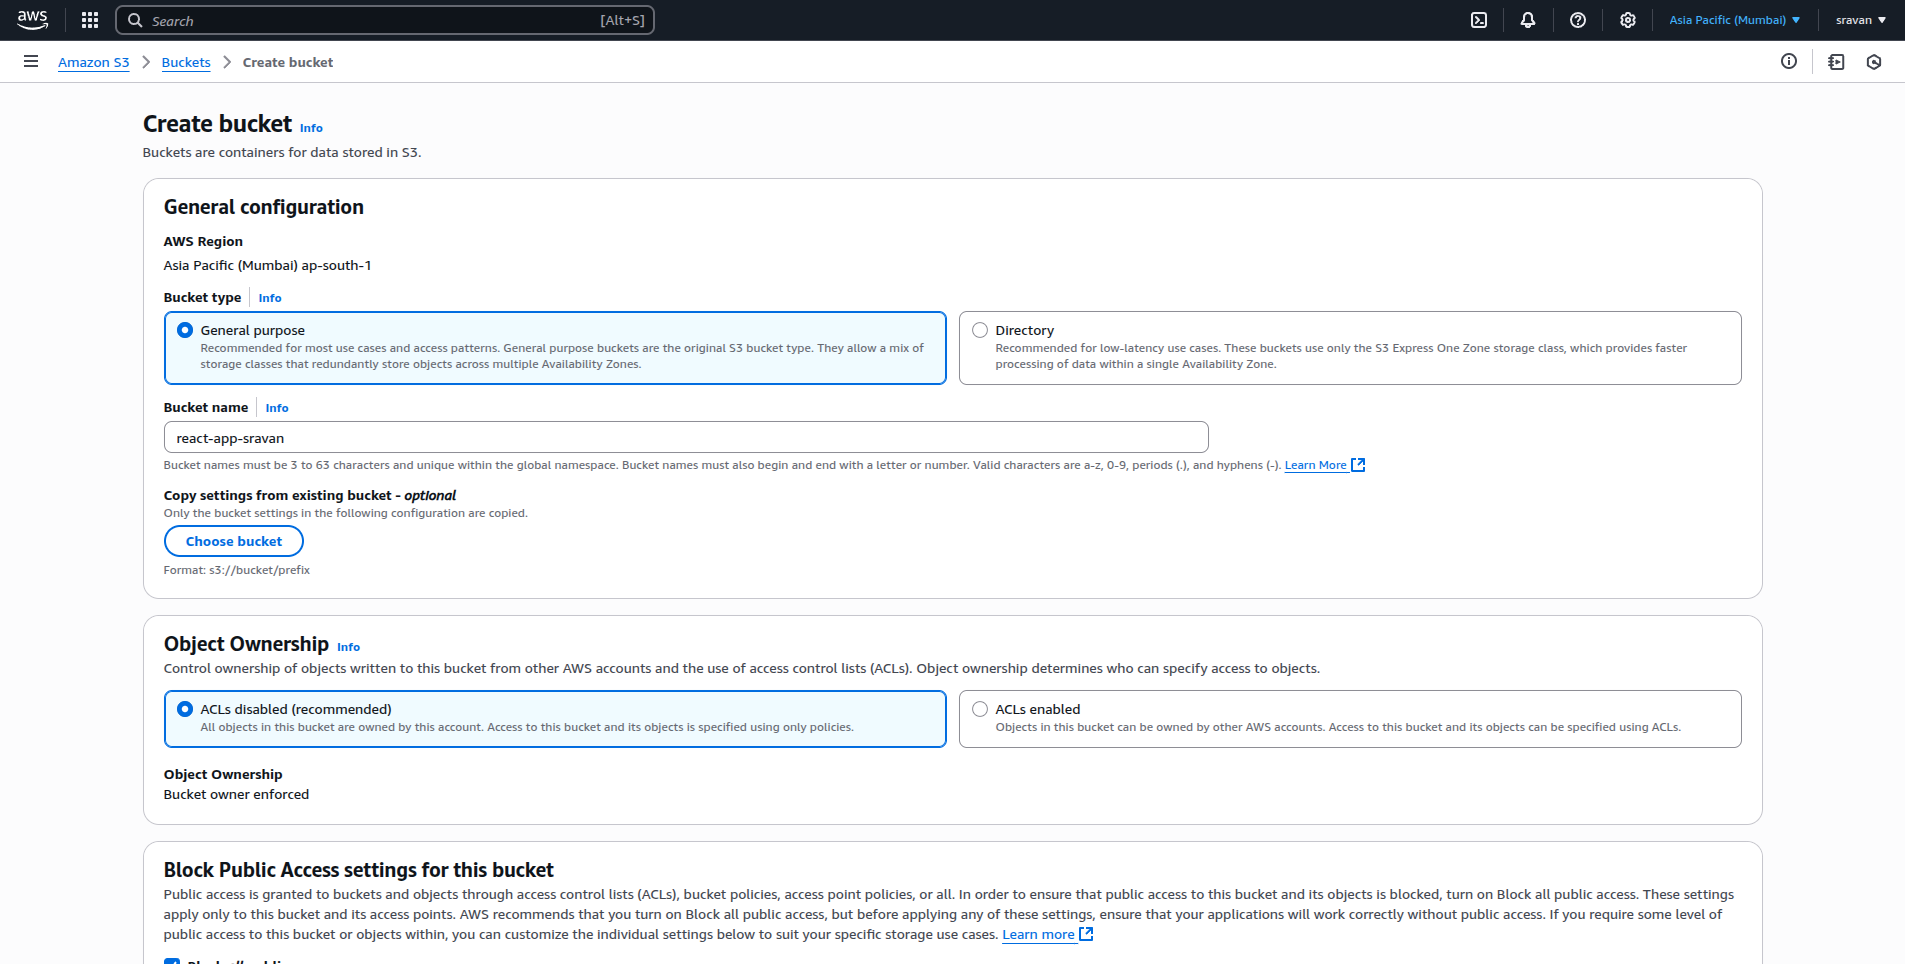 aws
Search [Alt+S]
Asia Pacific (Mumbai)
sravan
Amazon S3 > Buckets > Create bucket
Create bucket Info
Buckets are containers for data stored in S3.
General configuration
AWS Region
Asia Pacific (Mumbai) ap-south-1
Bucket type Info
General purpose
Recommended for most use cases and access patterns. General purpose buckets are the original S3 bucket type. They allow a mix of
storage classes that redundantly store objects across multiple Availability Zones.
Directory
Recommended for low-latency use cases. These buckets use only the S3 Express One Zone storage class, which provides faster
processing of data within a single Availability Zone.
Bucket name Info
react-app-sravan
Bucket names must be 3 to 63 characters and unique within the global namespace. Bucket names must also begin and end with a letter or number. Valid characters are a-z, 0-9, periods (.), and hyphens (-). Learn More
Copy settings from existing bucket - optional
Only the bucket settings in the following configuration are copied.
Choose bucket
Format: s3://bucket/prefix
Object Ownership Info
Control ownership of objects written to this bucket from other AWS accounts and the use of access control lists (ACLs). Object ownership determines who can specify access to objects.
ACLs disabled (recommended)
All objects in this bucket are owned by this account. Access to this bucket and its objects is specified using only policies.
ACLs enabled
Objects in this bucket can be owned by other AWS accounts. Access to this bucket and its objects can be specified using ACLs.
Object Ownership
Bucket owner enforced
Block Public Access settings for this bucket
Public access is granted to buckets and objects through access control lists (ACLs), bucket policies, access point policies, or all. In order to ensure that public access to this bucket and its objects is blocked, turn on Block all public access. These settings
apply only to this bucket and its access points. AWS recommends that you turn on Block all public access, but before applying any of these settings, ensure that your applications will work correctly without public access. If you require some level of
public access to this bucket or objects within, you can customize the individual settings below to suit your specific storage use cases. Learn more